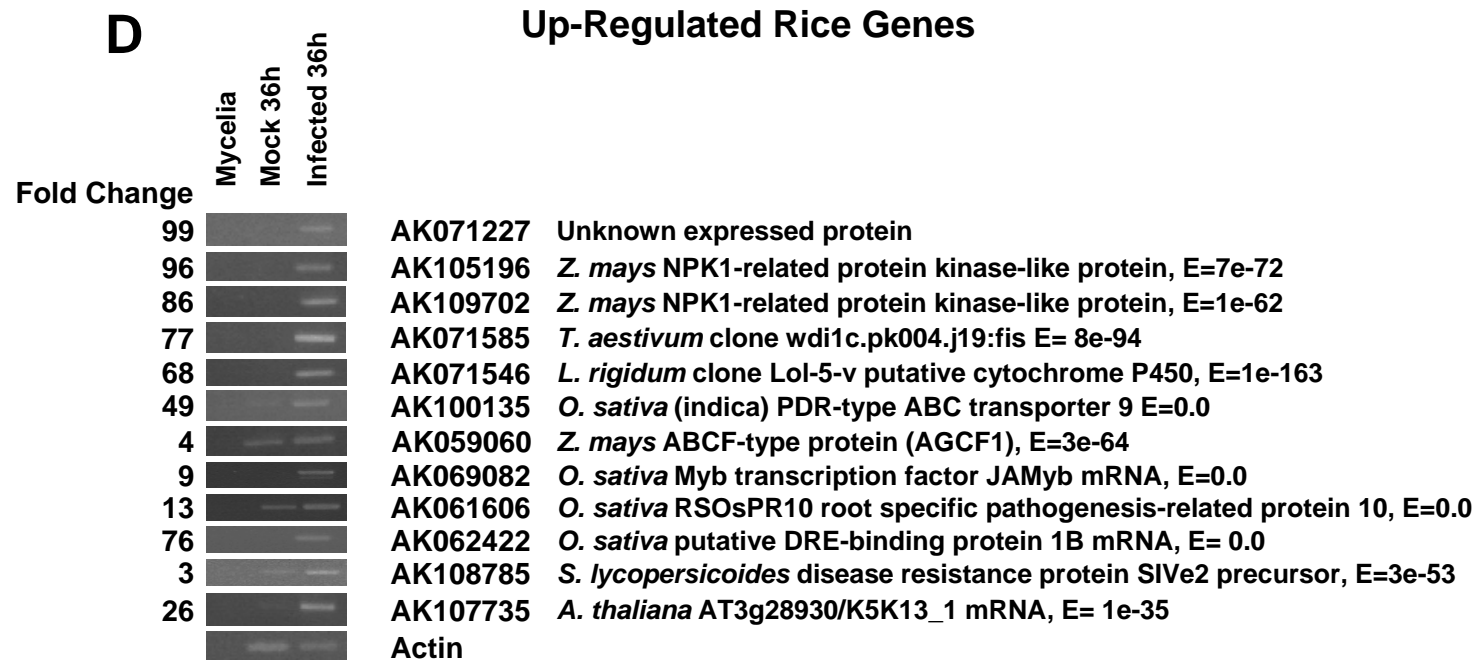 D
Up-Regulated Rice Genes
Mycelia
Mock 36h
Infected 36h
Fold Change
99 AK071227 Unknown expressed protein
96 AK105196 Z. mays NPK1-related protein kinase-like protein, E=7e-72
86 AK109702 Z. mays NPK1-related protein kinase-like protein, E=1e-62
77 AK071585 T. aestivum clone wdi1c.pk004.j19:fis E= 8e-94
68 AK071546 L. rigidum clone Lol-5-v putative cytochrome P450, E=1e-163
49 AK100135 O. sativa (indica) PDR-type ABC transporter 9 E=0.0
4 AK059060 Z. mays ABCF-type protein (AGCF1), E=3e-64
9 AK069082 O. sativa Myb transcription factor JAMyb mRNA, E=0.0
13 AK061606 O. sativa RSOsPR10 root specific pathogenesis-related protein 10, E=0.0
76 AK062422 O. sativa putative DRE-binding protein 1B mRNA, E= 0.0
3 AK108785 S. lycopersicoides disease resistance protein SlVe2 precursor, E=3e-53
26 AK107735 A. thaliana AT3g28930/K5K13_1 mRNA, E= 1e-35
Actin